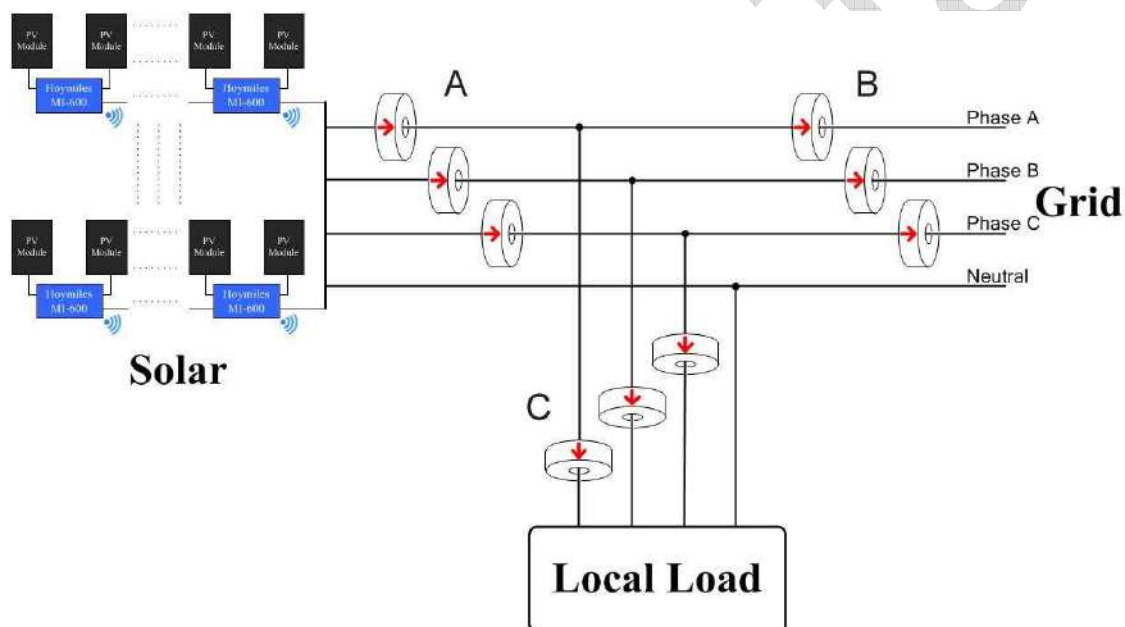 PV
Module
PV
Module
PV
Module
PV
Module
Hoymiles
MI-600
Hoymiles
MI-600
A
B
Phase A
Phase B
Phase C
Grid
Neutral
PV
Module
PV
Module
PV
Module
PV
Module
Hoymiles
MI-600
Hoymiles
MI-600
Solar
C
Local Load